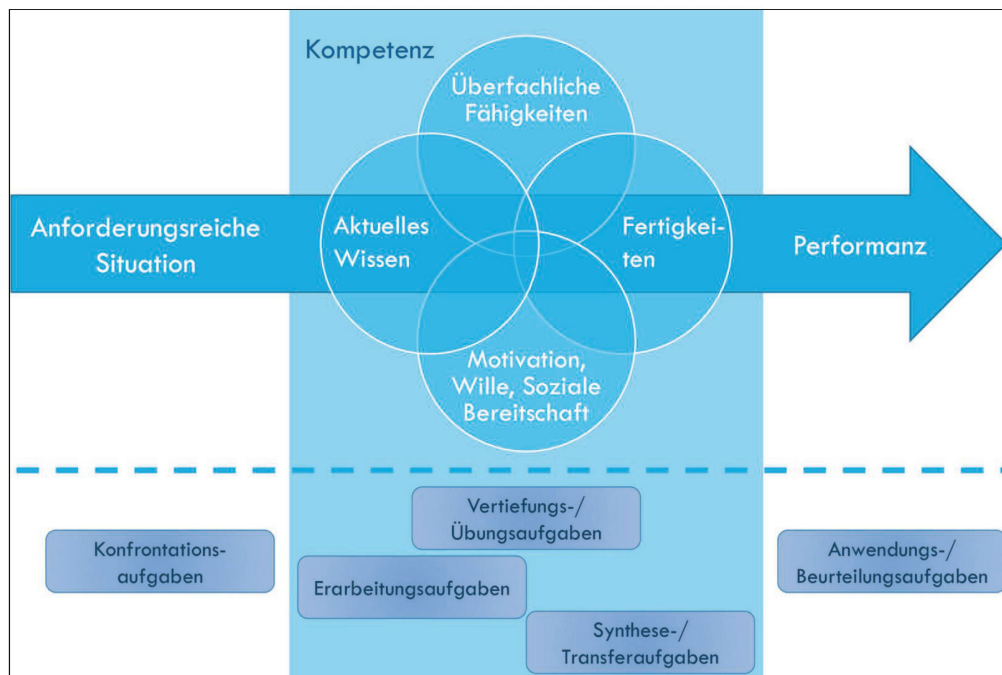 Kompetenz
Überfachliche
Fähigkeiten
Anforderungsreiche
Situation
Aktuelles
Wissen
Fertigkei-
ten
Performanz
Motivation,
Wille, Soziale
Bereitschaft
Konfrontations-
aufgaben
Vertiefungs-/
Übungsaufgaben
Erarbeitungsaufgaben
Synthese-/
Transferaufgaben
Anwendungs-/
Beurteilungsaufgaben